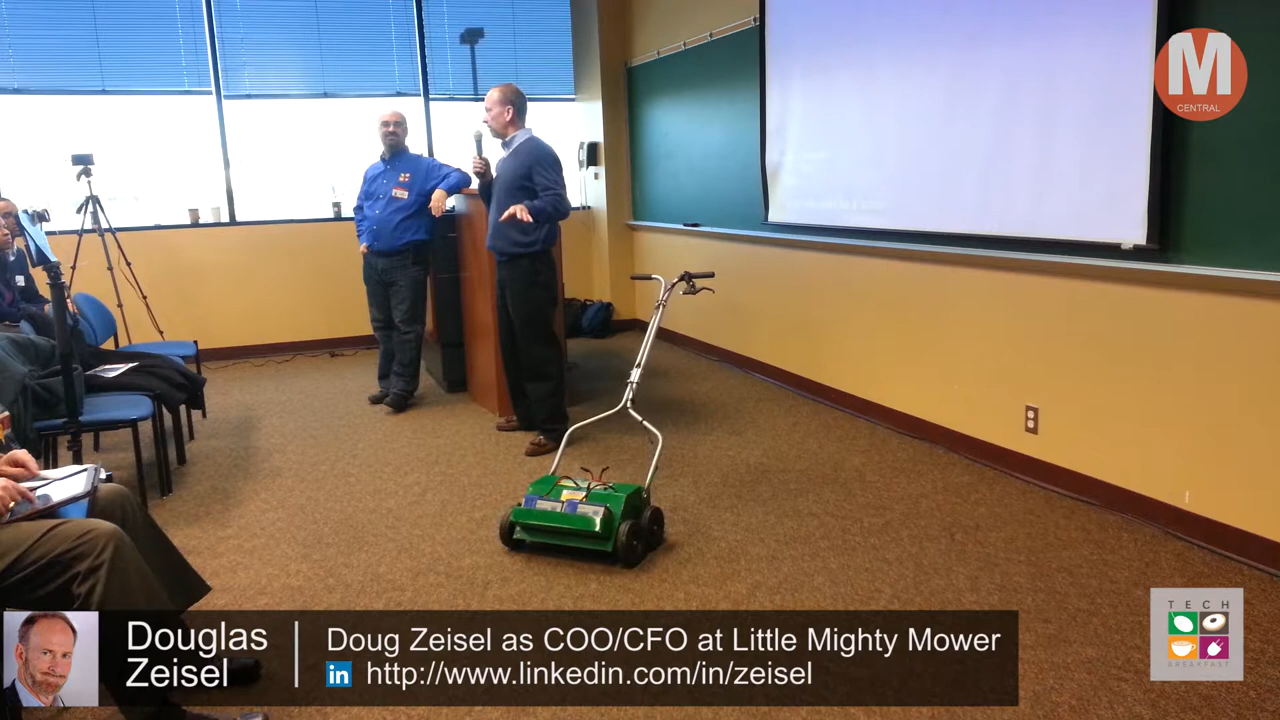 M
CENTRAL
Douglas
Zeisel
Doug Zeisel as COO/CFO at Little Mighty Mower
in http://www.linkedin.com/in/zeisel
TECH
BREAKFAST